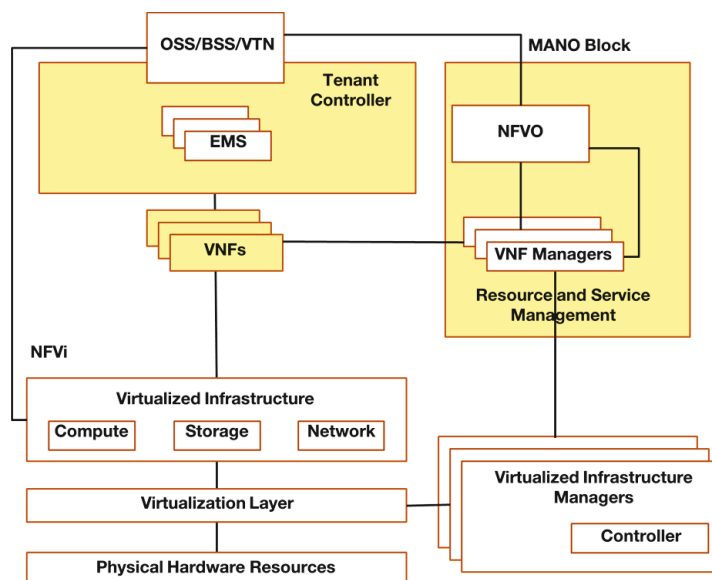 OSS/BSS/VTN
MANO Block
Tenant
Controller
EMS
NFVO
VNFs
VNF Managers
Resource and Service
Management
NFVi
Virtualized Infrastructure
Compute
Storage
Network
Virtualized Infrastructure
Managers
Virtualization Layer
Controller
Physical Hardware Resources